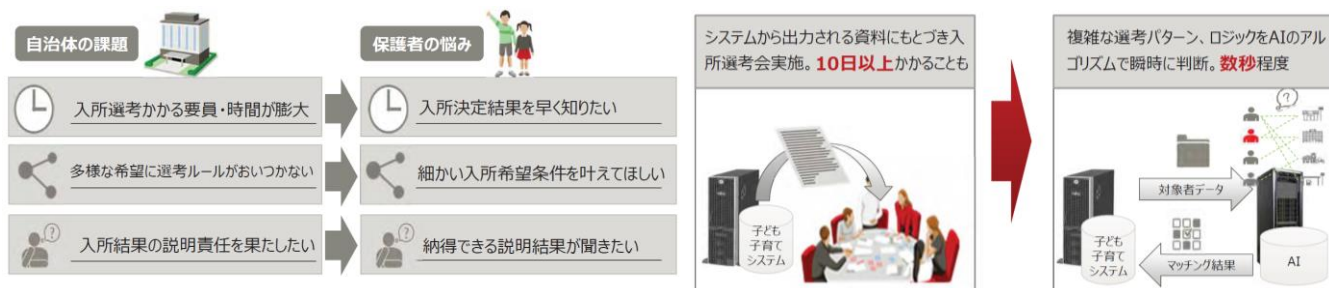 自治体の課題
保護者の悩み
入所選考かかる要員・時間が膨大
入所決定結果を早く知りたい
多様な希望に選考ルールがおいつかない
細かい入所希望条件を叶えてほしい
入所結果の説明責任を果たしたい
納得できる説明結果が聞きたい
システムから出力される資料にもとづき入
所選考会実施。10日以上かかることも
子ども
子育て
システム
複雑な選考パターン、ロジックをAIのアル
ゴリズムで瞬時に判断。数秒程度
?
対象者データ
子ども
子育て
システム
マッチング結果
AI